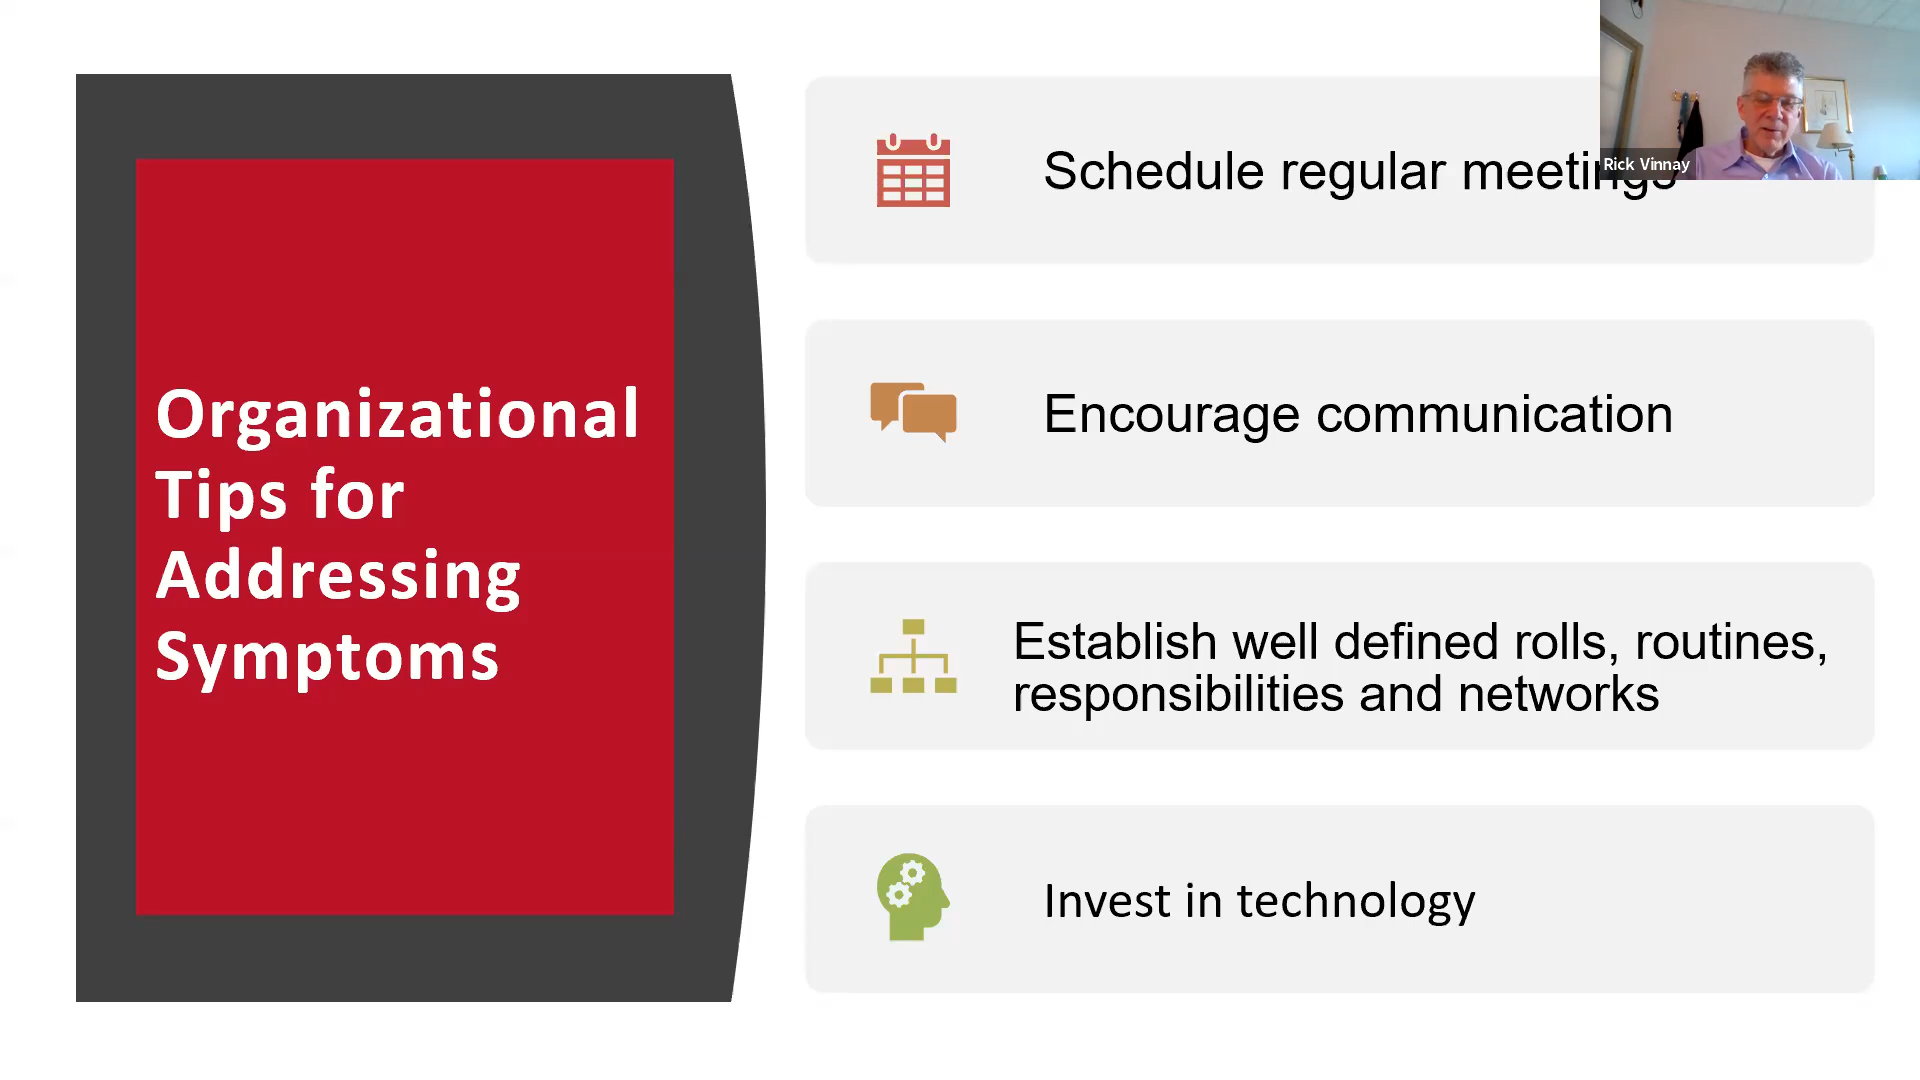 Organizational
Tips for
Addressing
Symptoms
Schedule regular meetings
Rick Vinnay
Encourage communication
Establish well defined rolls, routines,
responsibilities and networks
Invest in technology